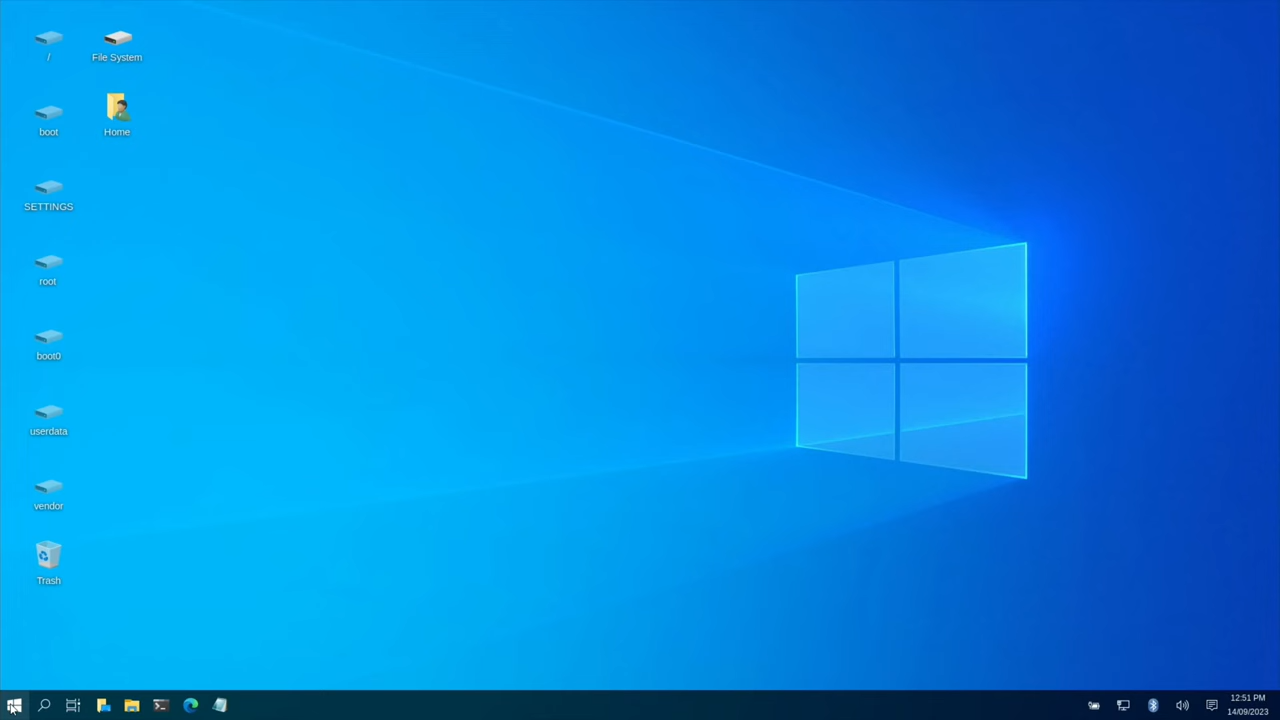 /
File System
boot
Home
SETTINGS
root
boot0
userdata
vendor
Trash
12:51 PM
14/09/2023